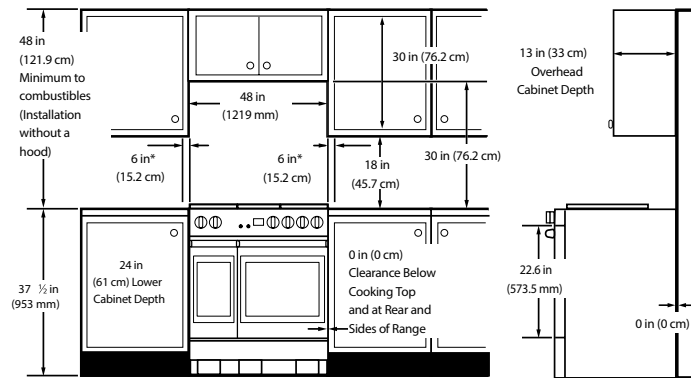 48 in
(121.9 cm)
Minimum to
combustibles
(Installation
without a
hood)
48 in
(1219 mm)
30 in (76.2 cm)
13 in (33 cm)
Overhead
Cabinet Depth
6 in*
(15.2 cm)
6 in*
(15.2 cm)
18 in
(45.7 cm)
30 in (76.2 cm)
37 ½ in
(953 mm)
24 in
(61 cm) Lower
Cabinet Depth
0 in (0 cm)
Clearance Below
Cooking Top
and at Rear and
Sides of Range
22.6 in
(573.5 mm)
0 in (0 cm)